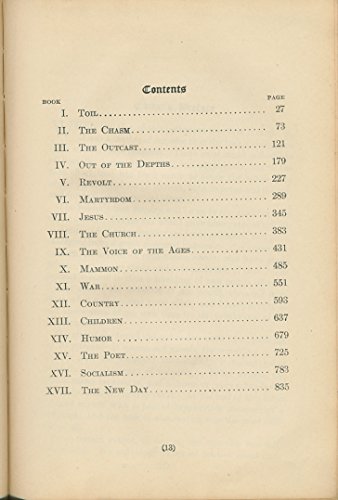 Contents
BOOK PAGE
I. Toil 27
II. The Chasm 73
III. The Outcast 121
IV. Out of the Depths 179
V. Revolt 227
VI. Martyrdom 289
VII. Jesus 345
VIII. The Church 383
IX. The Voice of the Ages 431
X. Mammon 485
XI. War 551
XII. Country 593
XIII. Children 637
XIV. Humor 679
XV. The Poet 725
XVI. Socialism 783
XVII. The New Day 835
(13)